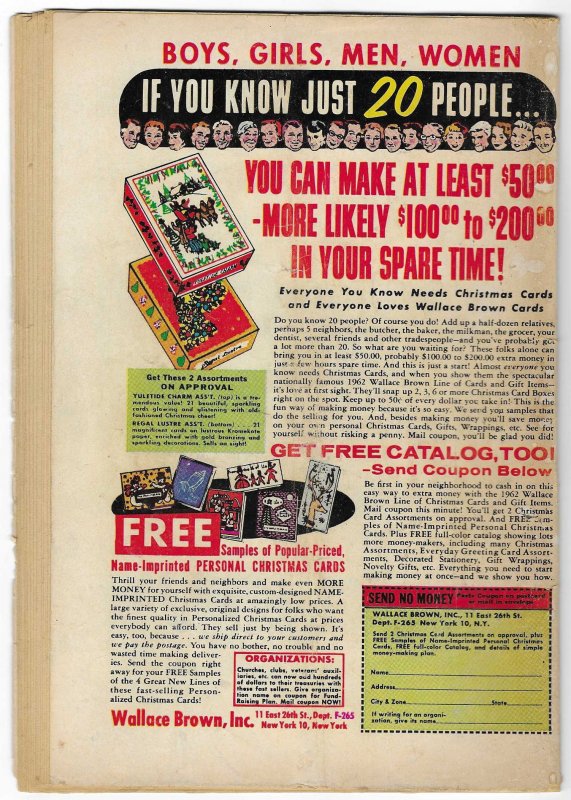 BOYS, GIRLS, MEN, WOMEN
IF YOU KNOW JUST 20 PEOPLE...
YOU CAN MAKE AT LEAST $50⁰⁰
-MORE LIKELY $100⁰⁰ to $200⁰⁰
IN YOUR SPARE TIME!
Everyone You Know Needs Christmas Cards
and Everyone Loves Wallace Brown Cards
Do you know 20 people? Of course you do! Add up a half-dozen relatives,
perhaps 5 neighbors, the butcher, the baker, the milkman, the grocer, your
dentist, several friends and other tradespeople—and you've probably got
a lot more than 20. So what are you waiting for? These folks alone can
bring you in at least $50.00, probably $100.00 to $200.00 extra money in
just a few hours spare time. And this is just a start! Almost everyone you
know needs Christmas Cards, and when you show them the spectacular
nationally famous 1962 Wallace Brown Line of Cards and Gift Items—
it's love at first sight. They'll snap up 2, 3, 6 or more Christmas Card Boxes
right on the spot. Keep up to 50¢ of every dollar you take in! This is the
fun way of making money because it's so easy. We send you samples that
do the selling for you. And, besides making money you'll save money
on your own personal Christmas Cards, Gifts, Wrappings, etc. See for
yourself without risking a penny. Mail coupon, you'll be glad you did!
Get These 2 Assortments
ON APPROVAL
YULETIDE CHARM ASS'T. (top) is a tre-
mendous value! 21 beautiful, sparkling
cards glowing and glistening with old-
fashioned Christmas cheer!
REGAL LUSTRE ASS'T. (bottom) . 21
magnificent cards on lustrous Kromekote
paper, enriched with gold bronzing and
sparkling decorations. Sells on sight!
GET FREE CATALOG, TOO!
—Send Coupon Below
Be first in your neighborhood to cash in on this
easy way to extra money with the 1962 Wallace
Brown Line of Christmas Cards and Gift Items.
Mail coupon this minute! You'll get 2 Christmas
Card Assortments on approval. And FREE Sam-
ples of Name-Imprinted Personal Christmas
Cards. Plus FREE full-color catalog showing lots
more money-makers, including many Christmas
Assortments, Everyday Greeting Card Assort-
ments, Decorated Stationery, Gift Wrappings,
Novelty Gifts, etc. Everything you need to start
making money at once—and we show you how.
FREE
Samples of Popular-Priced,
Name-Imprinted PERSONAL CHRISTMAS CARDS
Thrill your friends and neighbors and make even MORE
MONEY for yourself with exquisite, custom-designed NAME-
IMPRINTED Christmas Cards at amazingly low prices. A
large variety of exclusive, original designs for folks who want
the finest quality in Personalized Christmas Cards at prices
everybody can afford. They sell just by being shown. It's
easy, too, because . . . we ship direct to your customers and
we pay the postage. You have no bother, no trouble and no
wasted time making deliver-
ies. Send the coupon right
away for your FREE Samples
of the 4 Great New Lines of
these fast-selling Person-
alized Christmas Cards!
ORGANIZATIONS:
Churches, clubs, veterans' auxil-
iaries, etc. can now add hundreds
of dollars to their treasuries with
these fast sellers. Give organiza-
tion name on coupon for Fund-
Raising Plan. Mail coupon NOW!
Wallace Brown, Inc. 11 East 26th St., Dept. F-265
New York 10, New York
SEND NO MONEY Paste Coupon on postcard
or mail in envelope
WALLACE BROWN, INC., 11 East 26th St.
Dept. F-265 New York 10, N.Y.
Send 2 Christmas Card Assortments on approval, plus
FREE Samples of Name-Imprinted Personal Christmas
Cards, FREE full-color Catalog, and details of simple
money-making plan.
Name
Address
City & Zone State
If writing for an organi-
zation, give its name.